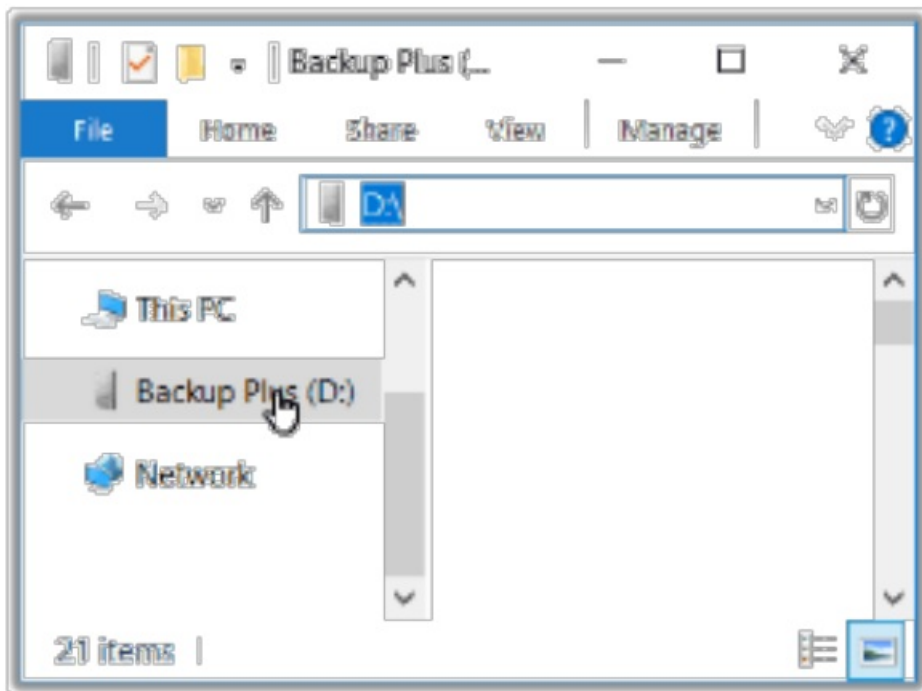 Backup Plus (...
File Home Share View Manage ?
D:\
This PC
Backup Plus (D:)
Network
21 items